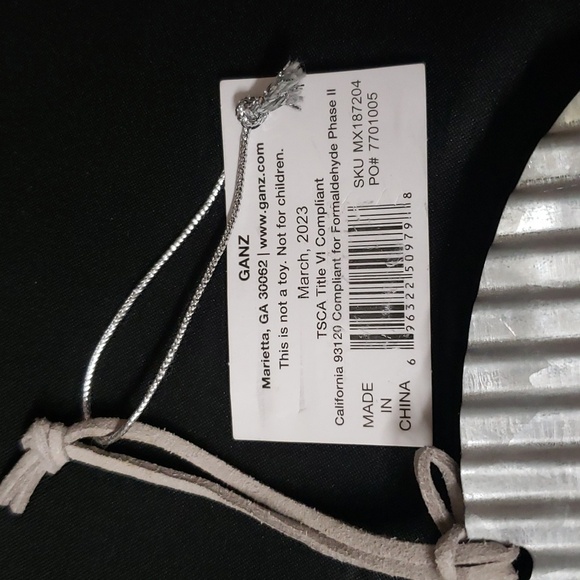 GANZ
Marietta, GA 30062 | www.ganz.com
This is not a toy. Not for children.
March, 2023
TSCA Title VI Compliant
California 93120 Compliant for Formaldehyde Phase II
MADE
IN
CHINA
SKU MX187204
PO# 7701005
6 96322 50979 8